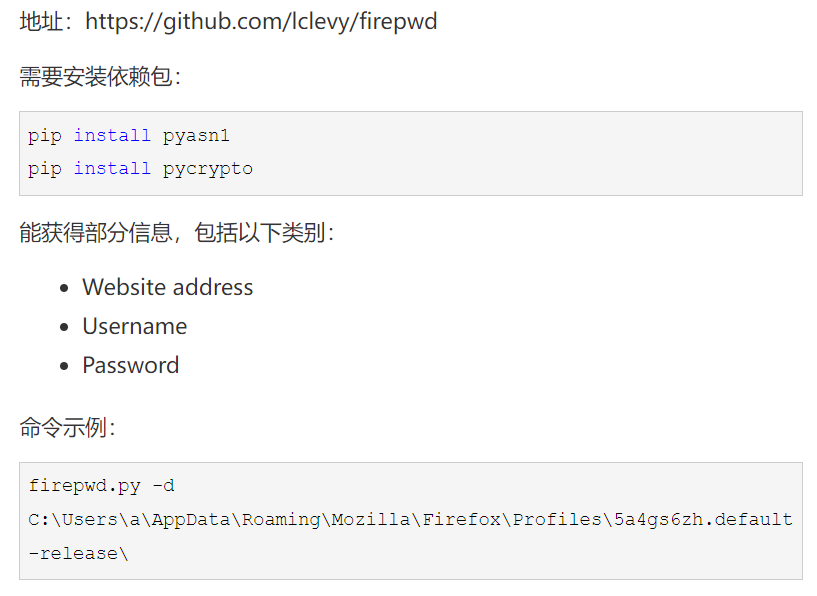 地址：https://github.com/lclevy/firepwd
需要安装依赖包：
pip install pyasn1
pip install pycrypto
能获得部分信息，包括以下类别：
Website address
Username
Password
命令示例：
firepwd.py -d
C:\Users\a\AppData\Roaming\Mozilla\Firefox\Profiles\5a4gs6zh.default
-release\